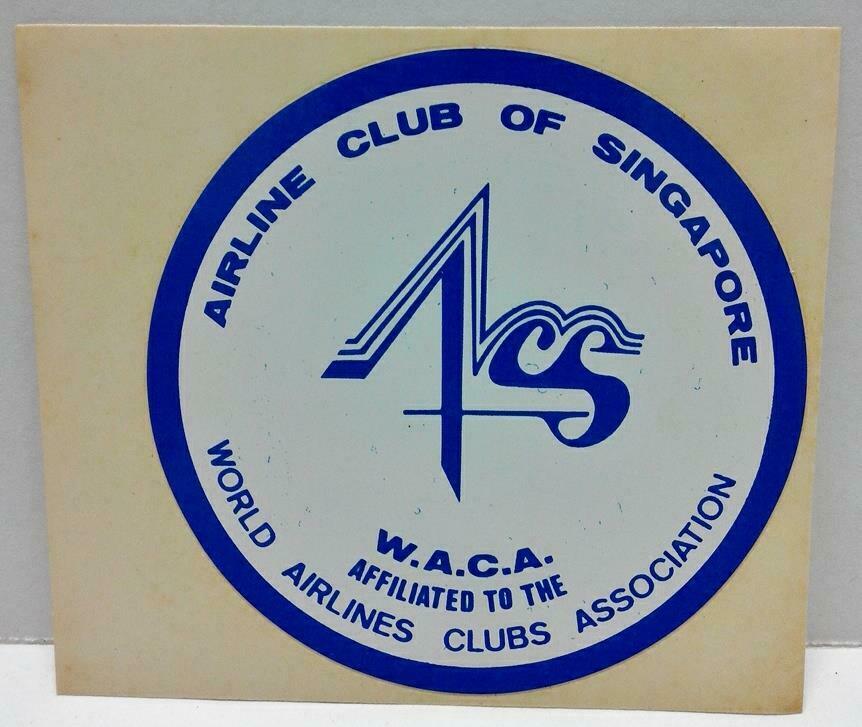 AIRLINE CLUB OF SINGAPORE
ACS
W.A.C.A.
AFFILIATED TO THE
WORLD AIRLINES CLUBS ASSOCIATION